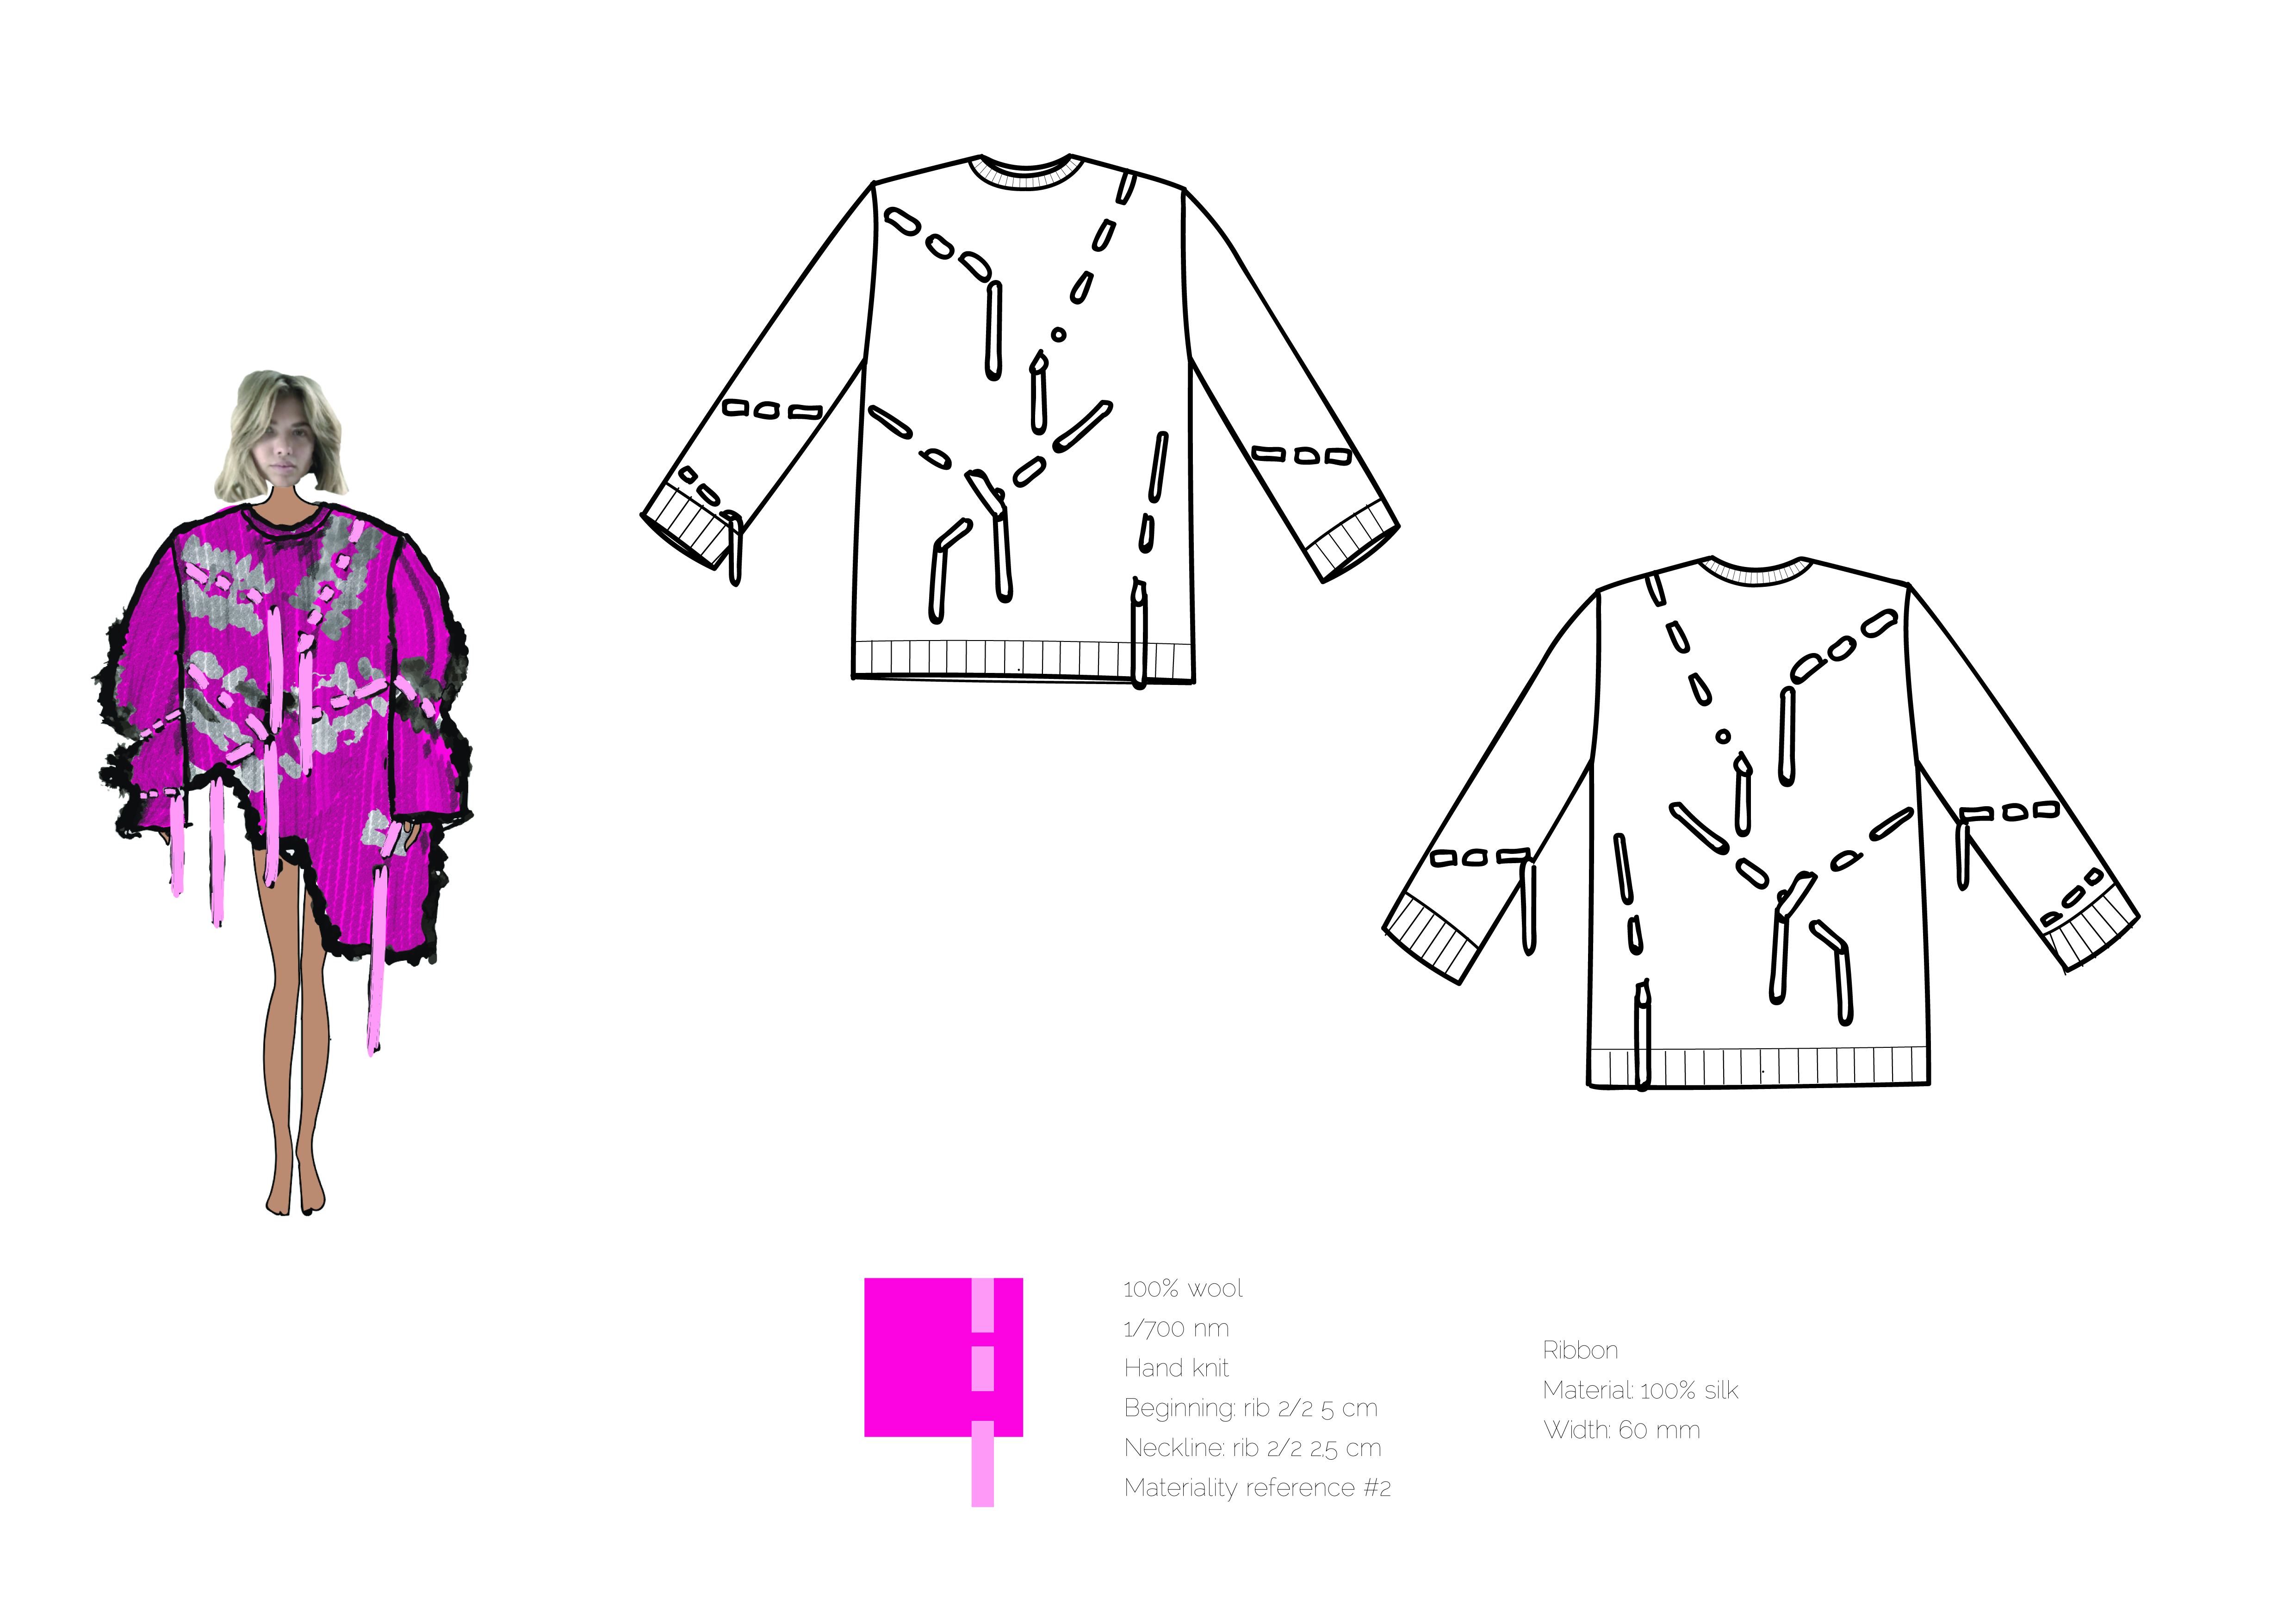 100% wool
1/700 nm
Hand knit
Beginning: rib 2/2 5 cm
Neckline: rib 2/2 2,5 cm
Materiality reference #2
Ribbon
Material: 100% silk
Width: 60 mm